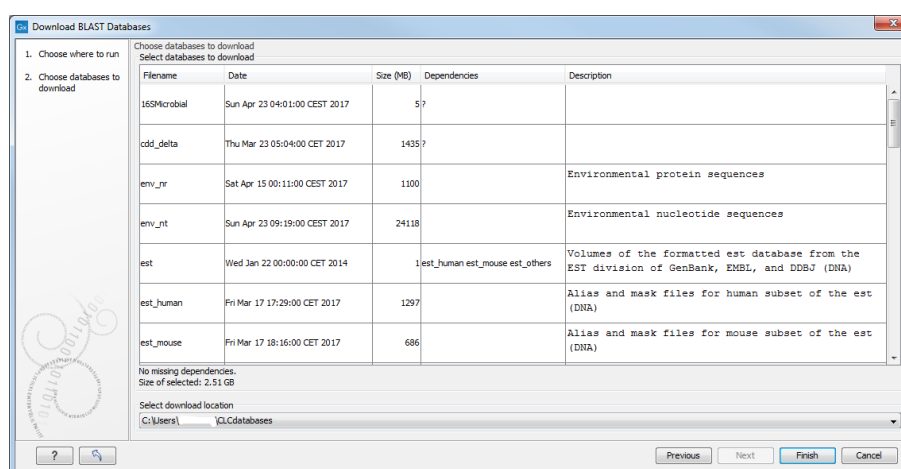 Gx Download BLAST Databases
1. Choose where to run
2. Choose databases to
download
Choose databases to download
Select databases to download
Filename Date Size (MB) Dependencies Description
16SMicrobial Sun Apr 23 04:01:00 CEST 2017 5 ?
cdd_delta Thu Mar 23 05:04:00 CET 2017 1435 ?
env_nr Sat Apr 15 00:11:00 CEST 2017 1100 Environmental protein sequences
env_nt Sun Apr 23 09:19:00 CEST 2017 24118 Environmental nucleotide sequences
est Wed Jan 22 00:00:00 CET 2014 1 est_human est_mouse est_others Volumes of the formatted est database from the
EST division of GenBank, EMBL, and DDBJ (DNA)
est_human Fri Mar 17 17:29:00 CET 2017 1297 Alias and mask files for human subset of the est
(DNA)
est_mouse Fri Mar 17 18:16:00 CET 2017 686 Alias and mask files for mouse subset of the est
(DNA)
No missing dependencies.
Size of selected: 2.51 GB
Select download location
C:\Users\ \CLCdatabases
? Previous Next Finish Cancel